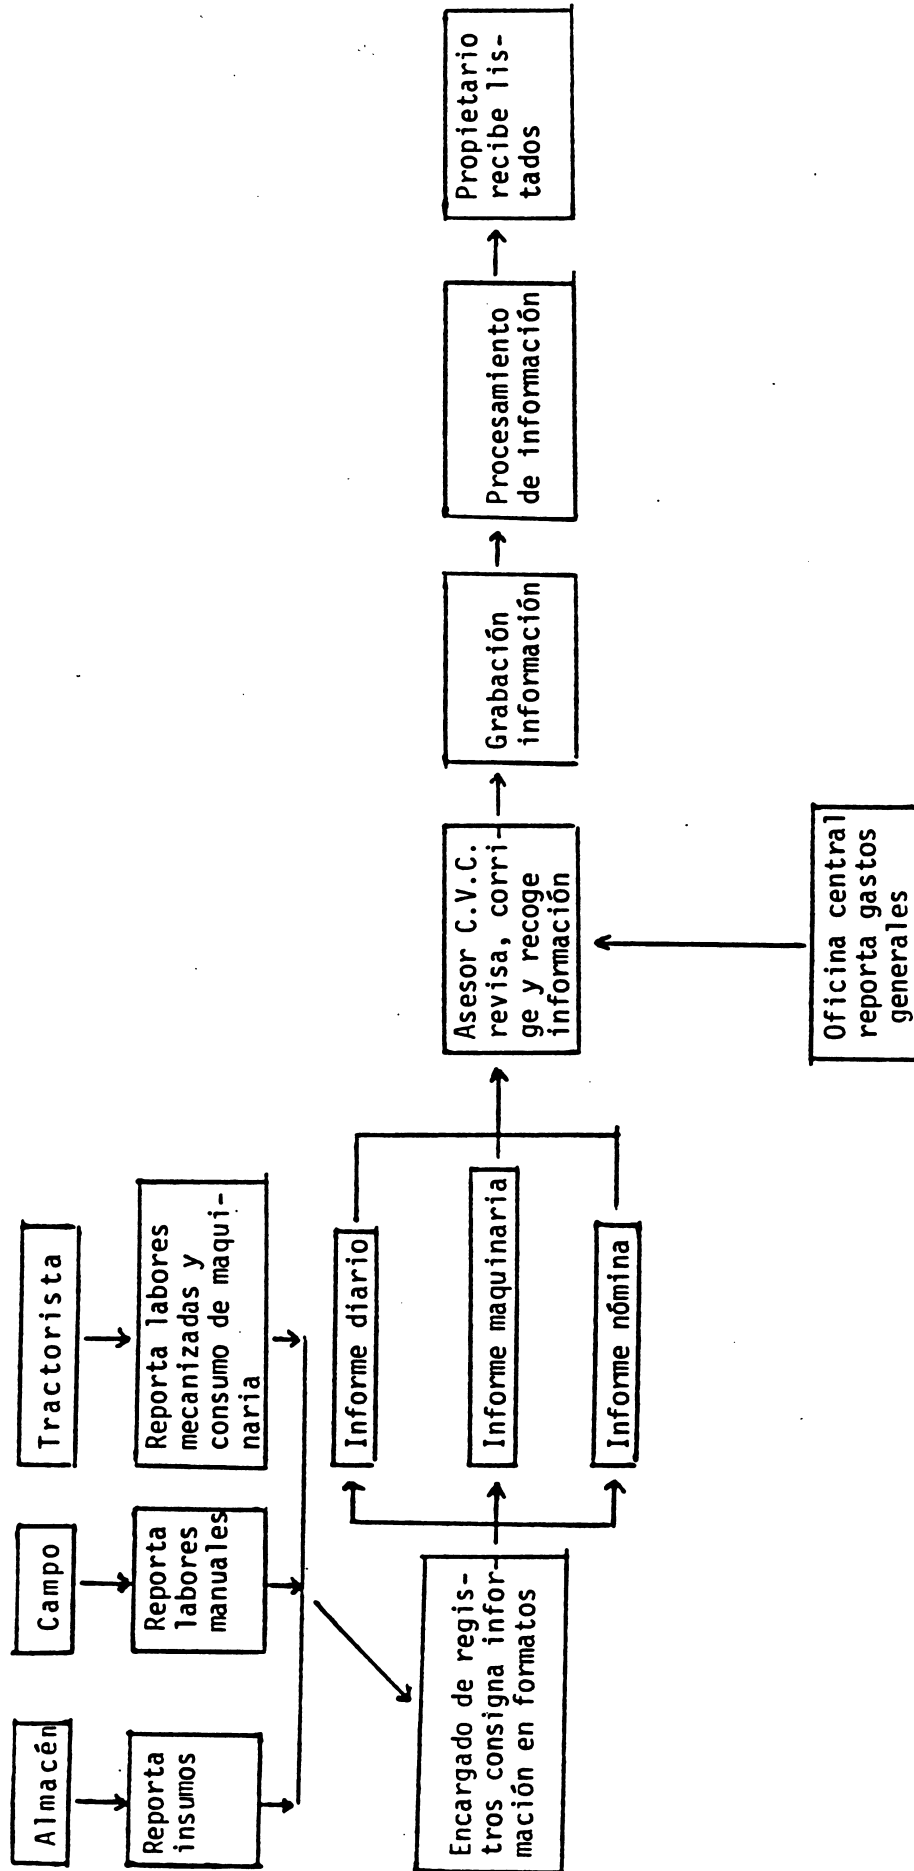 Almacén
Campo
Tractorista
Reporta
insumos
Reporta
labores
manuales
Reporta labores
mecanizadas y
consumo de maqui-
naria
Encargado de regis-
tros consigna infor-
mación en formatos
Informe diario
Informe maquinaria
Informe nómina
Asesor C.V.C.
revisa, corri-
ge y recoge
información
Oficina central
reporta gastos
generales
Grabación
información
Procesamiento
de información
Propietario
recibe lis-
tados